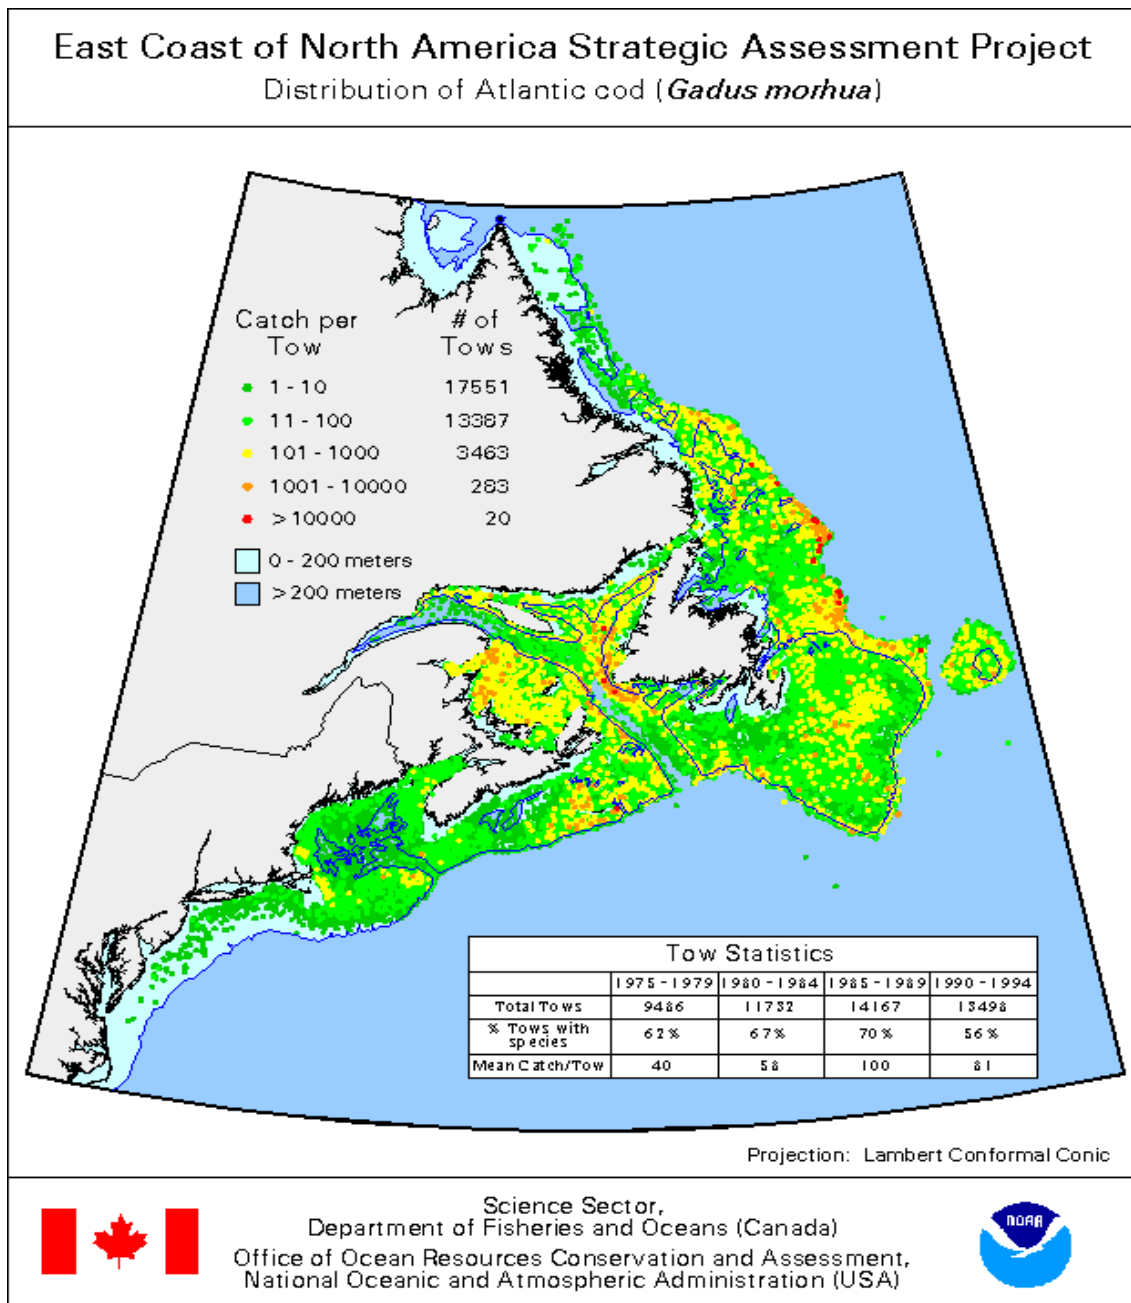 East Coast of North America Strategic Assessment Project
Distribution of Atlantic cod (Gadus morhua)
Catch per Tow # of Tows
1 - 10 17551
11 - 100 13387
101 - 1000 3463
1001 - 10000 283
> 10000 20
0 - 200 meters
> 200 meters
Tow Statistics
1975 - 1979 1980 - 1984 1985 - 1989 1990 - 1994
Total Tows 9486 11732 14167 13498
% Tows with species 62% 67% 70% 56%
Mean Catch/Tow 40 58 100 81
Projection: Lambert Conformal Conic
Science Sector,
Department of Fisheries and Oceans (Canada)
Office of Ocean Resources Conservation and Assessment,
National Oceanic and Atmospheric Administration (USA)
NOAA